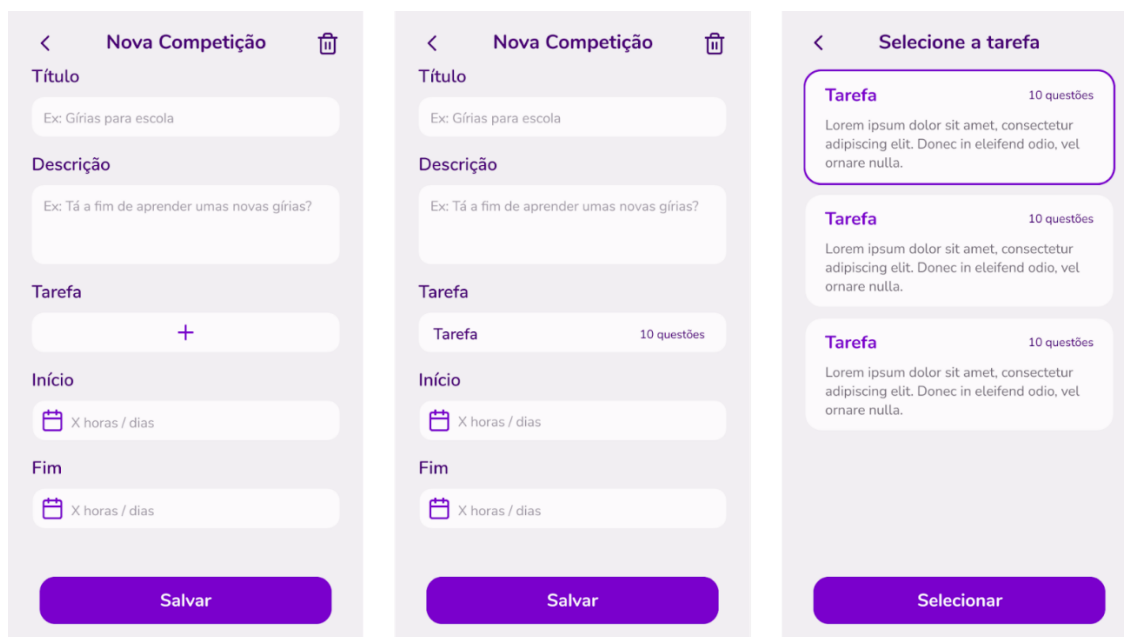 Nova Competição
Título
Ex: Gírias para escola
Descrição
Ex: Tá a fim de aprender umas novas gírias?
Tarefa
+
Início
X horas / dias
Fim
X horas / dias
Salvar
Nova Competição
Título
Ex: Gírias para escola
Descrição
Ex: Tá a fim de aprender umas novas gírias?
Tarefa
Tarefa 10 questões
Início
X horas / dias
Fim
X horas / dias
Salvar
Selecione a tarefa
Tarefa 10 questões
Lorem ipsum dolor sit amet, consectetur
adipiscing elit. Donec in eleifend odio, vel
ornare nulla.
Tarefa 10 questões
Lorem ipsum dolor sit amet, consectetur
adipiscing elit. Donec in eleifend odio, vel
ornare nulla.
Tarefa 10 questões
Lorem ipsum dolor sit amet, consectetur
adipiscing elit. Donec in eleifend odio, vel
ornare nulla.
Selecionar